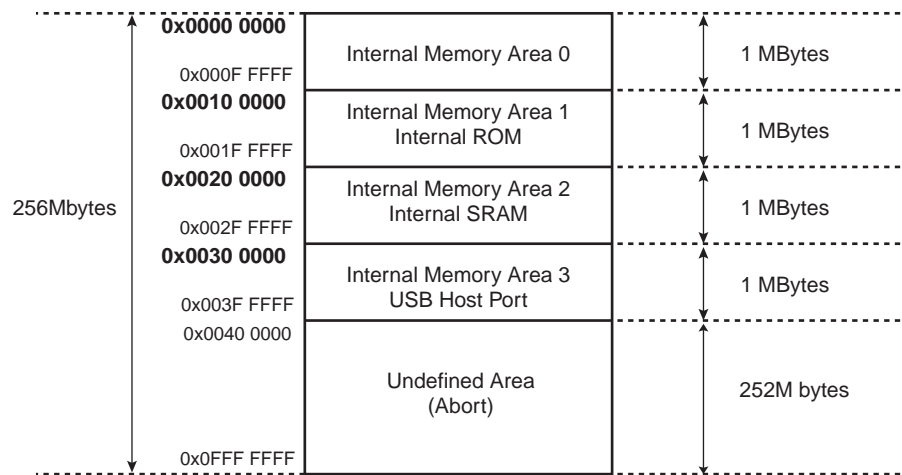 0x0000 0000
Internal Memory Area 0
1 MBytes
0x000F FFFF
0x0010 0000
Internal Memory Area 1
Internal ROM
1 MBytes
0x001F FFFF
0x0020 0000
Internal Memory Area 2
Internal SRAM
256Mbytes
1 MBytes
0x002F FFFF
0x0030 0000
Internal Memory Area 3
USB Host Port
1 MBytes
0x003F FFFF
0x0040 0000
Undefined Area
(Abort)
252M bytes
0x0FFF FFFF